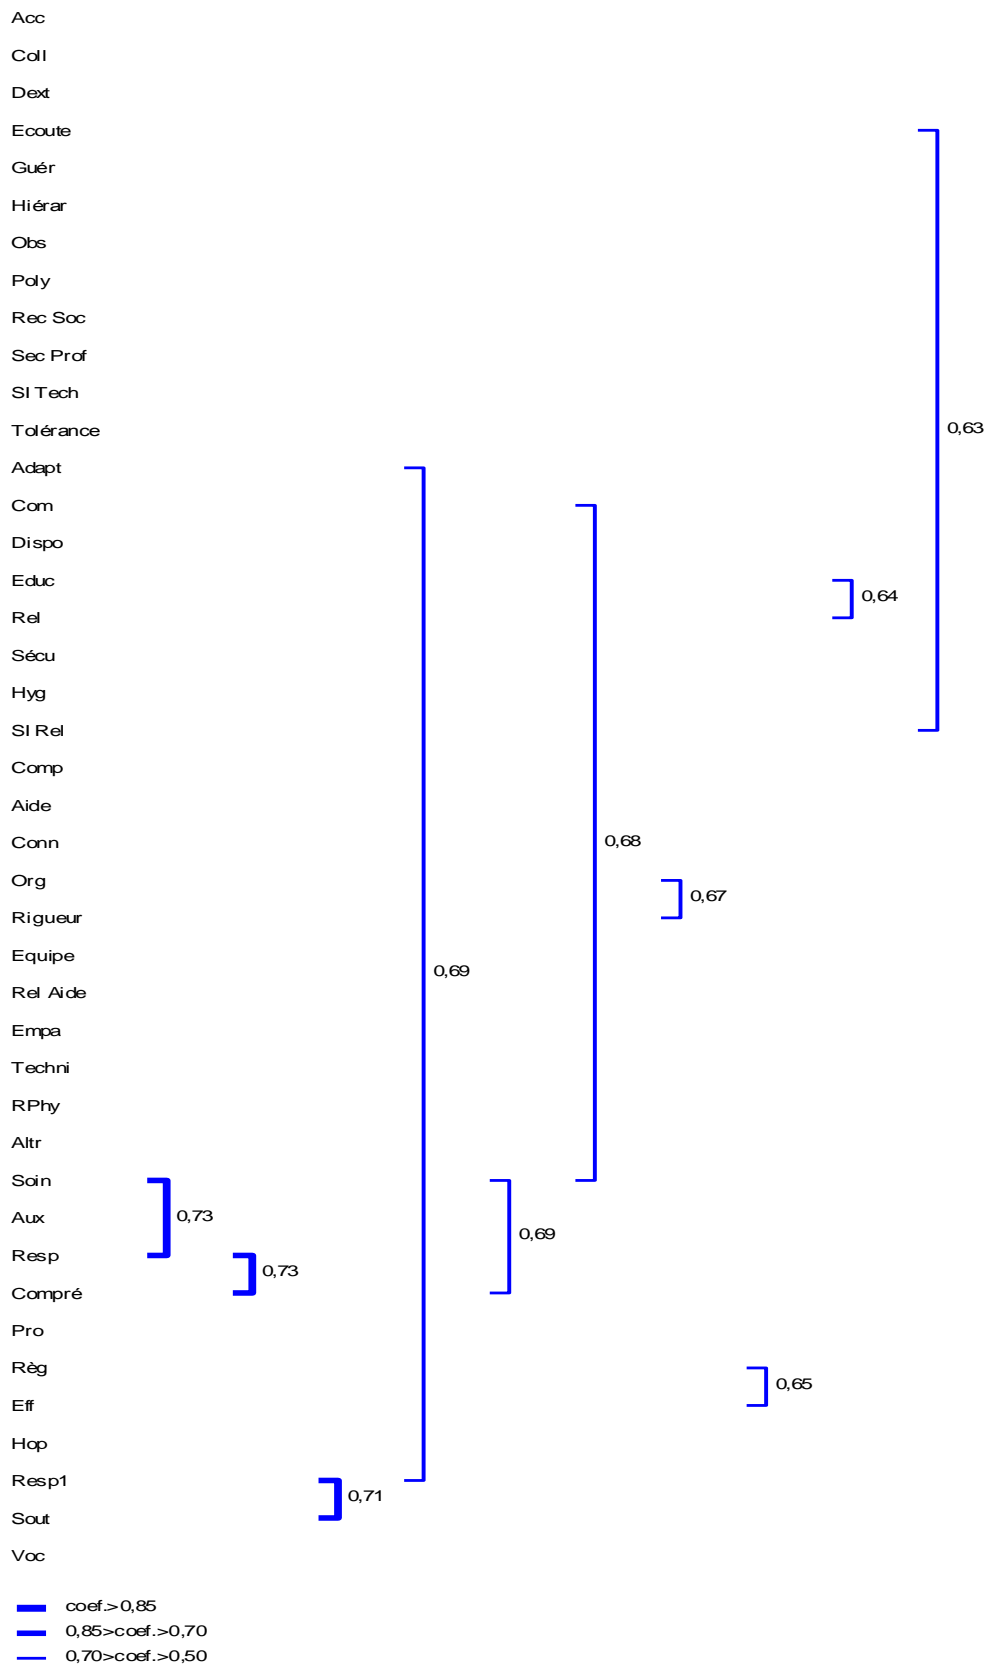 Acc
Coll
Dext
Ecoute
Guér
Hiérar
Obs
Poly
Rec Soc
Sec Prof
SI Tech
Tolérance
0,63
Adapt
Com
Dispo
Educ
0,64
Rel
Sécu
Hyg
SI Rel
Comp
Aide
Conn
0,68
Org
0,67
Rigueur
Equipe
0,69
Rel Aide
Empa
Techni
RPhy
Altr
Soin
Aux
0,73
0,69
Resp
0,73
Compré
Pro
Règ
0,65
Eff
Hop
Resp1
0,71
Sout
Voc
coef.>0,85
0,85>coef.>0,70
0,70>coef.>0,50